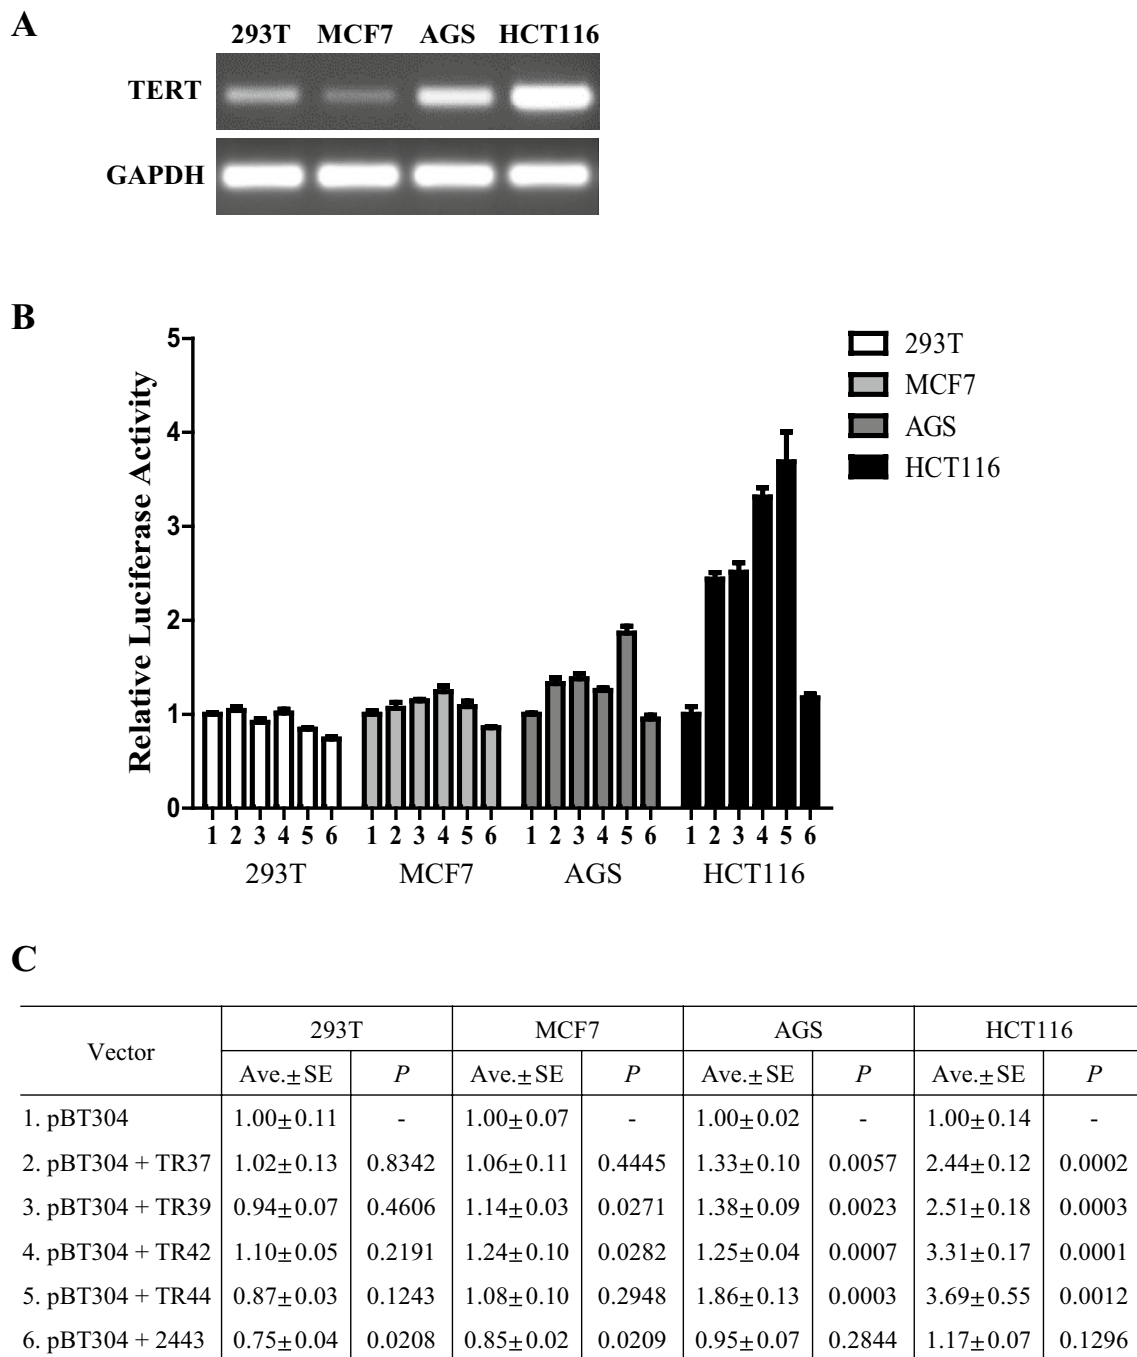 A
293T MCF7 AGS HCT116
TERT
GAPDH
B
Relative Luciferase Activity
5
4
3
2
1
0
293T
MCF7
AGS
HCT116
1 2 3 4 5 6 1 2 3 4 5 6 1 2 3 4 5 6 1 2 3 4 5 6
293T MCF7 AGS HCT116
C
Vector 293T MCF7 AGS HCT116
Ave.±SE P Ave.±SE P Ave.±SE P Ave.±SE P
1. pBT304 1.00±0.11 - 1.00±0.07 - 1.00±0.02 - 1.00±0.14 -
2. pBT304 + TR37 1.02±0.13 0.8342 1.06±0.11 0.4445 1.33±0.10 0.0057 2.44±0.12 0.0002
3. pBT304 + TR39 0.94±0.07 0.4606 1.14±0.03 0.0271 1.38±0.09 0.0023 2.51±0.18 0.0003
4. pBT304 + TR42 1.10±0.05 0.2191 1.24±0.10 0.0282 1.25±0.04 0.0007 3.31±0.17 0.0001
5. pBT304 + TR44 0.87±0.03 0.1243 1.08±0.10 0.2948 1.86±0.13 0.0003 3.69±0.55 0.0012
6. pBT304 + 2443 0.75±0.04 0.0208 0.85±0.02 0.0209 0.95±0.07 0.2844 1.17±0.07 0.1296